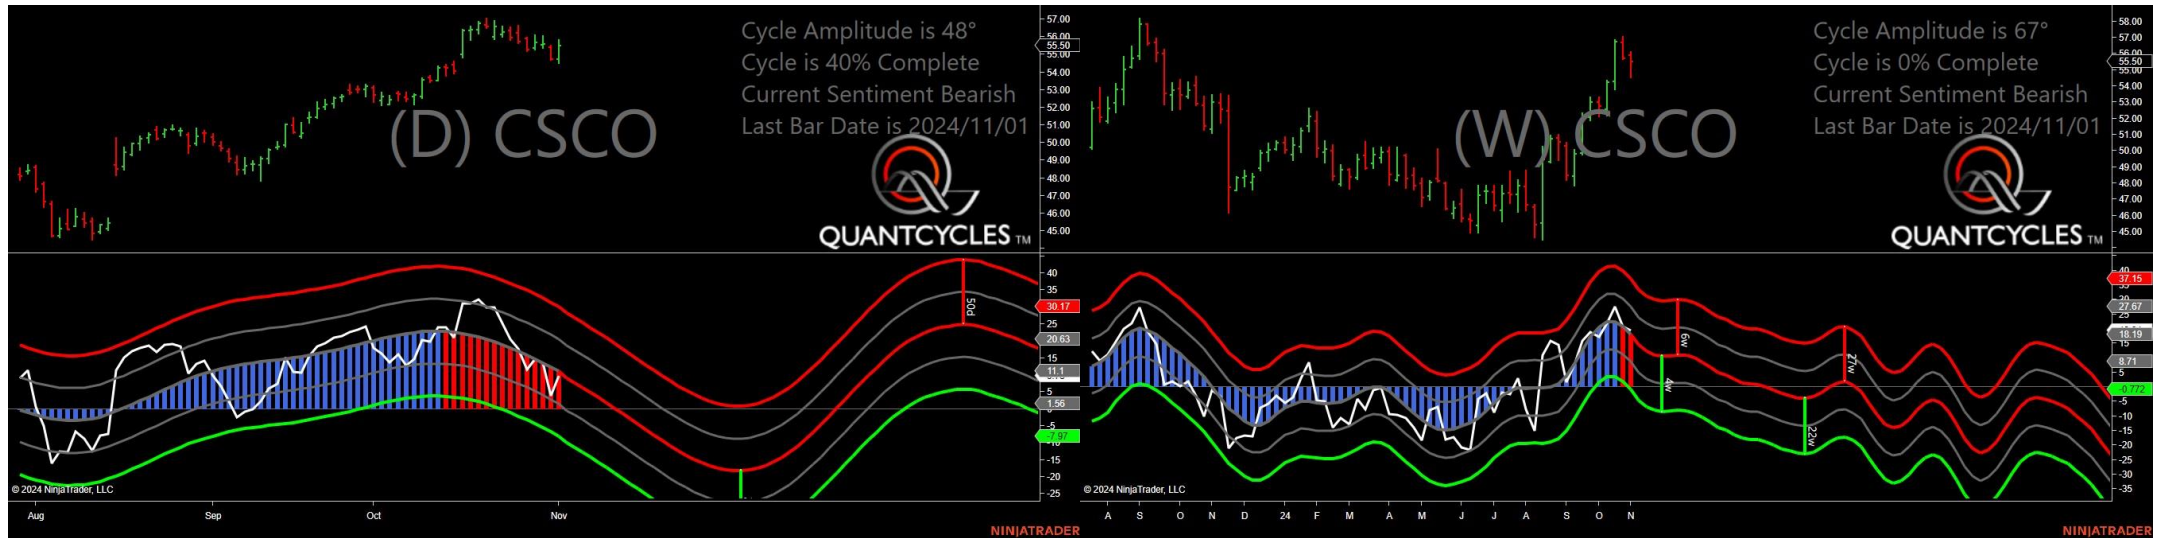 Cycle Amplitude is 48°
Cycle is 40% Complete
Current Sentiment Bearish
Last Bar Date is 2024/11/01
(D) CSCO
QUANTCYCLES TM
57.00
56.00
55.50
55.00
54.00
53.00
52.00
51.00
50.00
49.00
48.00
47.00
46.00
45.00
50d
40
35
30.17
25
20.63
15
11.1
1.56
-7.97
-10
-15
-20
-25
© 2024 NinjaTrader, LLC
Aug Sep Oct Nov
NINJATRADER
Cycle Amplitude is 67°
Cycle is 0% Complete
Current Sentiment Bearish
Last Bar Date is 2024/11/01
(W) CSCO
QUANTCYCLES TM
58.00
57.00
56.00
55.50
55.00
54.00
53.00
52.00
51.00
50.00
49.00
48.00
47.00
46.00
45.00
6w
4w
27w
22w
40
37.15
30
27.67
25
18.19
15
8.71
5
-0.772
-5
-10
-15
-20
-25
-30
-35
© 2024 NinjaTrader, LLC
A S O N D 24 F M A M J J A S O N
NINJATRADER